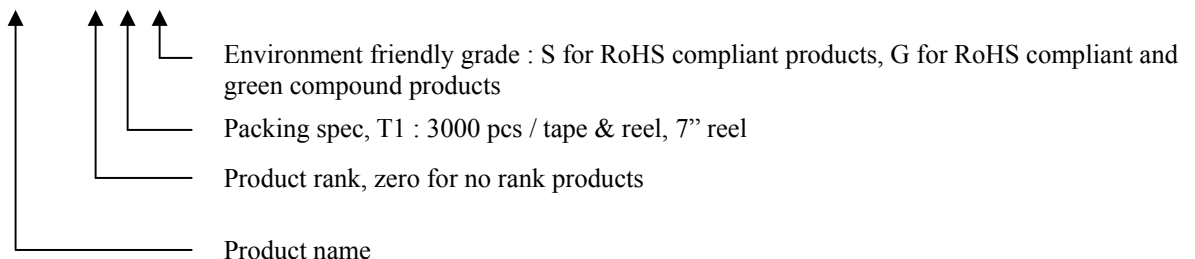 Environment friendly grade : S for RoHS compliant products, G for RoHS compliant and
green compound products
Packing spec, T1 : 3000 pcs / tape & reel, 7” reel
Product rank, zero for no rank products
Product name